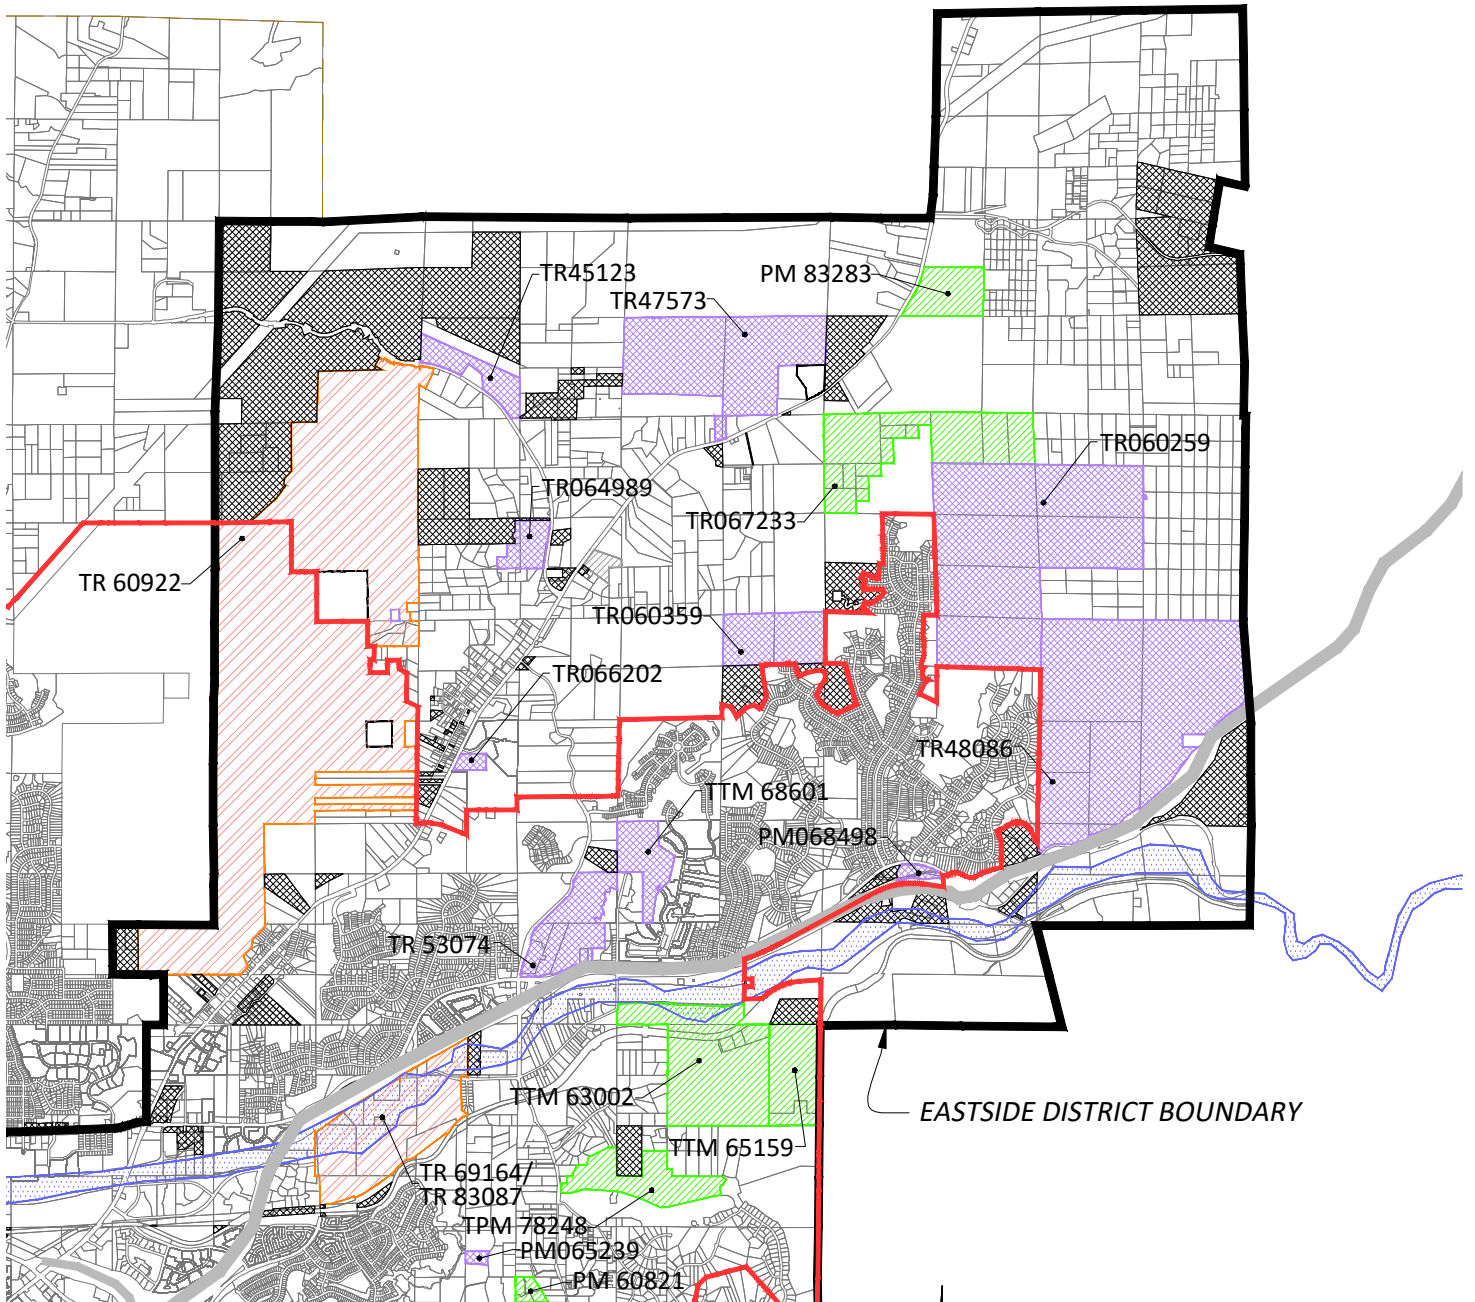 TR45123
PM 83283
TR47573
TR060259
TR064989
TR067233
TR 60922
TR060359
TR066202
TR48086
TTM 68601
PM068498
TR 53074
TTM 63002
EASTSIDE DISTRICT BOUNDARY
TTM 65159
TR 69164/
TR 83087
TPM 78248
PM065239
PM 60821